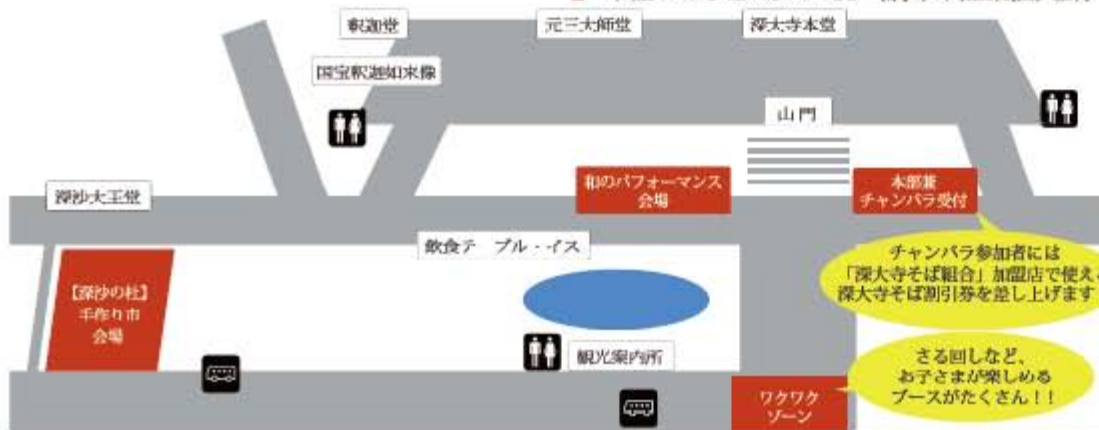 釈迦堂
元三大師堂
深大寺本堂
国宝釈迦如来像
山門
和のパフォーマンス
会場
本部兼
チャンバラ受付
深沙大王堂
飲食テーブル・イス
チャンバラ参加者には
「深大寺そば組合」加盟店で使える
深大寺そば割引券を差し上げます
【深沙の杜】
手作り市
会場
観光案内所
さる回しなど、
お子さまが楽しめる
ブースがたくさん!!
ワクワク
ゾーン